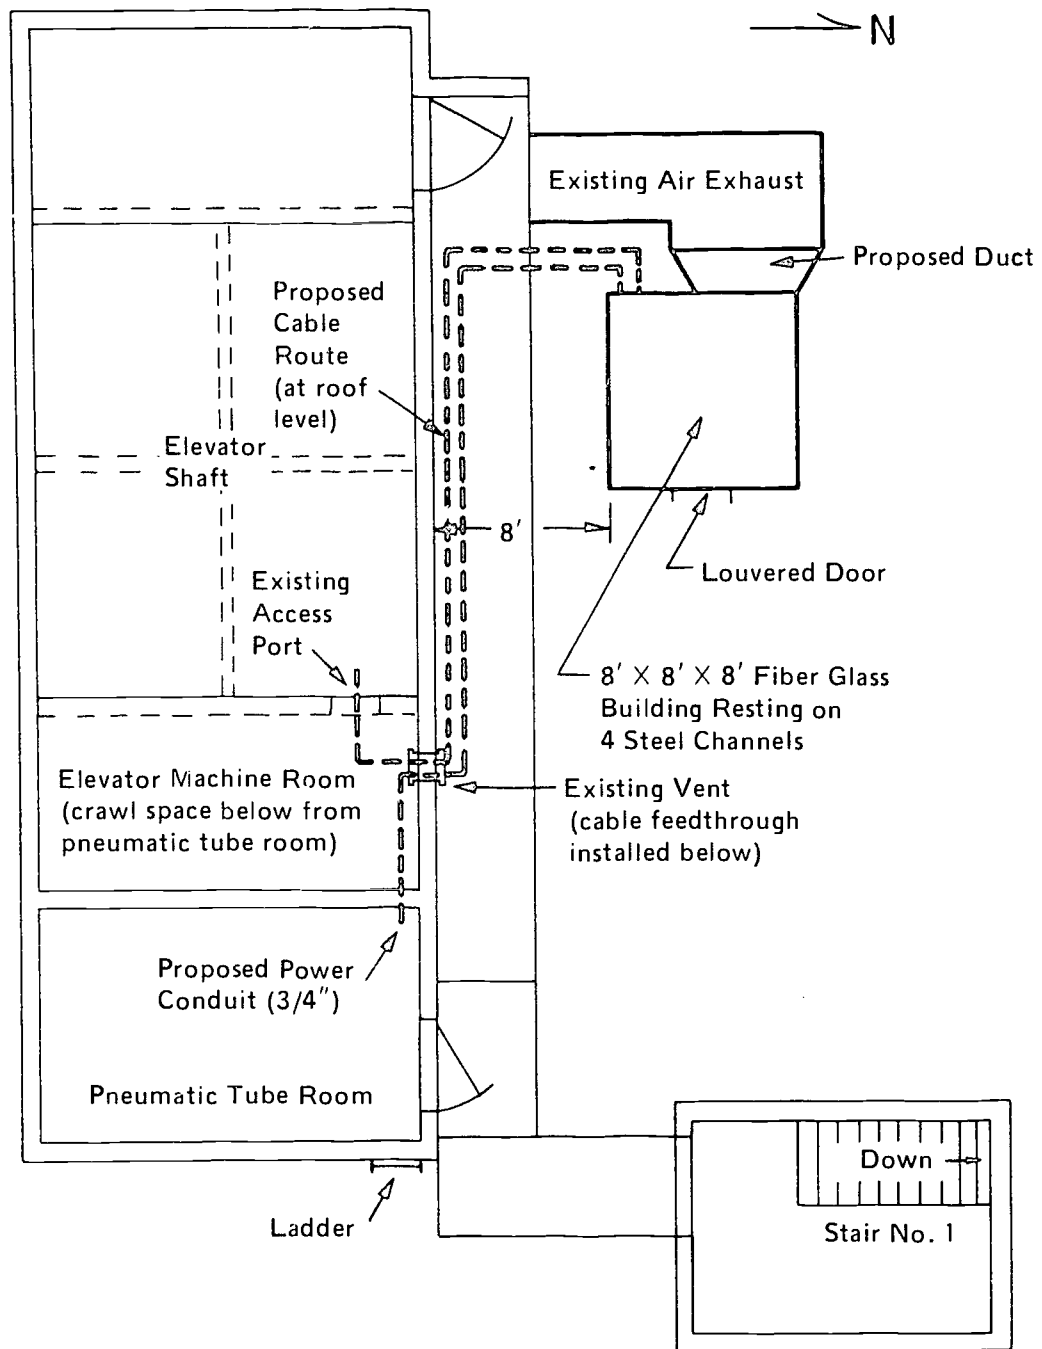 N
Existing Air Exhaust
Proposed Duct
Proposed
Cable
Route
(at roof
level)
Elevator
Shaft
8′
Existing
Access
Port
Louvered Door
8′ X 8′ X 8′ Fiber Glass
Building Resting on
4 Steel Channels
Elevator Machine Room
(crawl space below from
pneumatic tube room)
Existing Vent
(cable feedthrough
installed below)
Proposed Power
Conduit (3/4″)
Pneumatic Tube Room
Down
Ladder
Stair No. 1